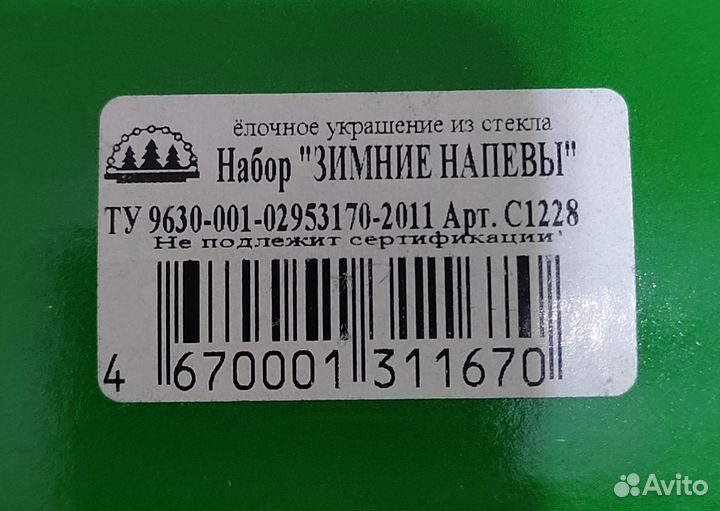 ёлочное украшение из стекла
Набор "ЗИМНИЕ НАПЕВЫ"
ТУ 9630-001-02953170-2011 Арт. С1228
Не подлежит сертификации
4 670001 311670
Avito